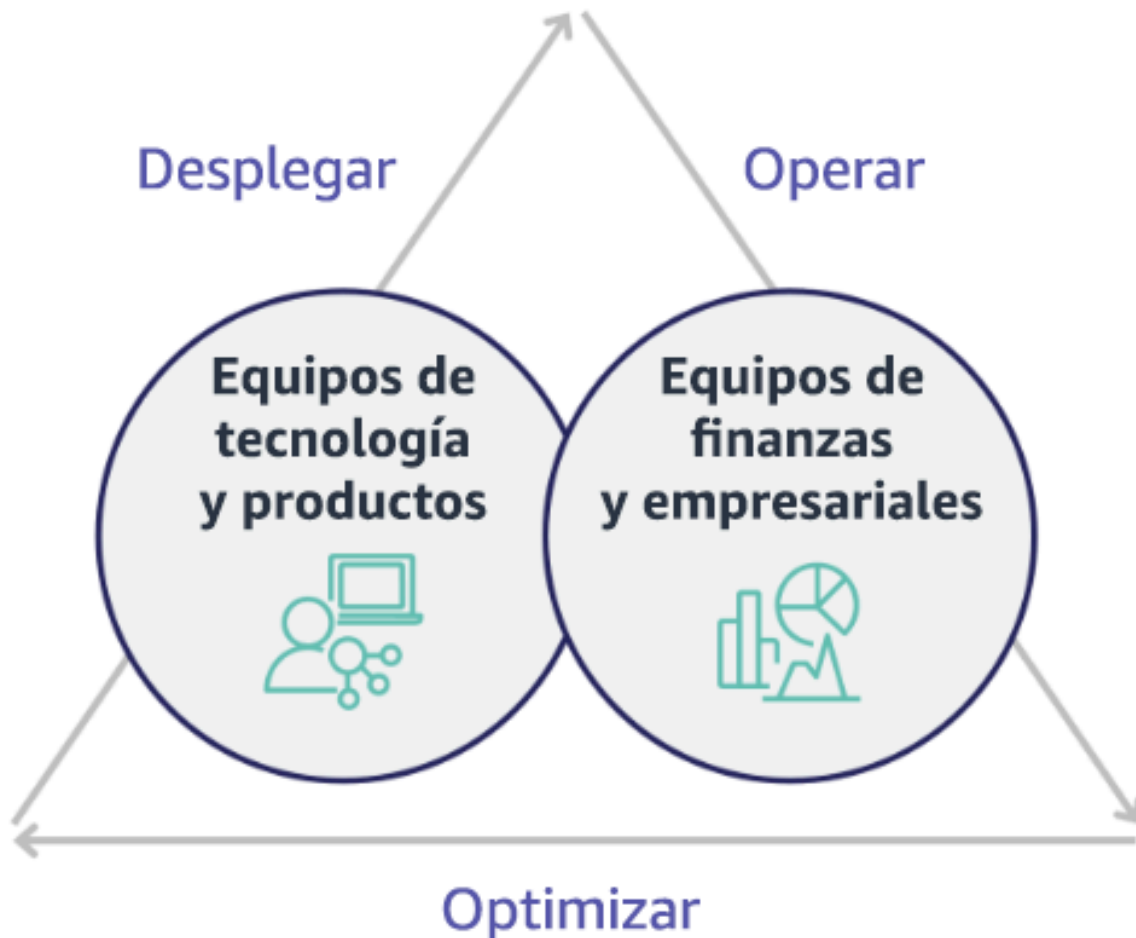 Desplegar
Operar
Equipos de
tecnología
y productos
Equipos de
finanzas
y empresariales
Optimizar